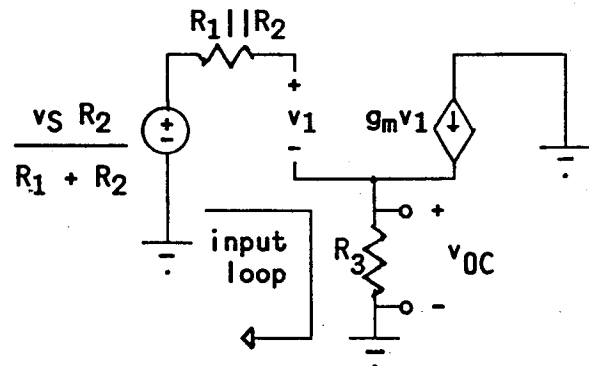 R1||R2
+
v1
-
gmv1
vS R2
R1 + R2
+
-
input
loop
R3
+
vOC
-